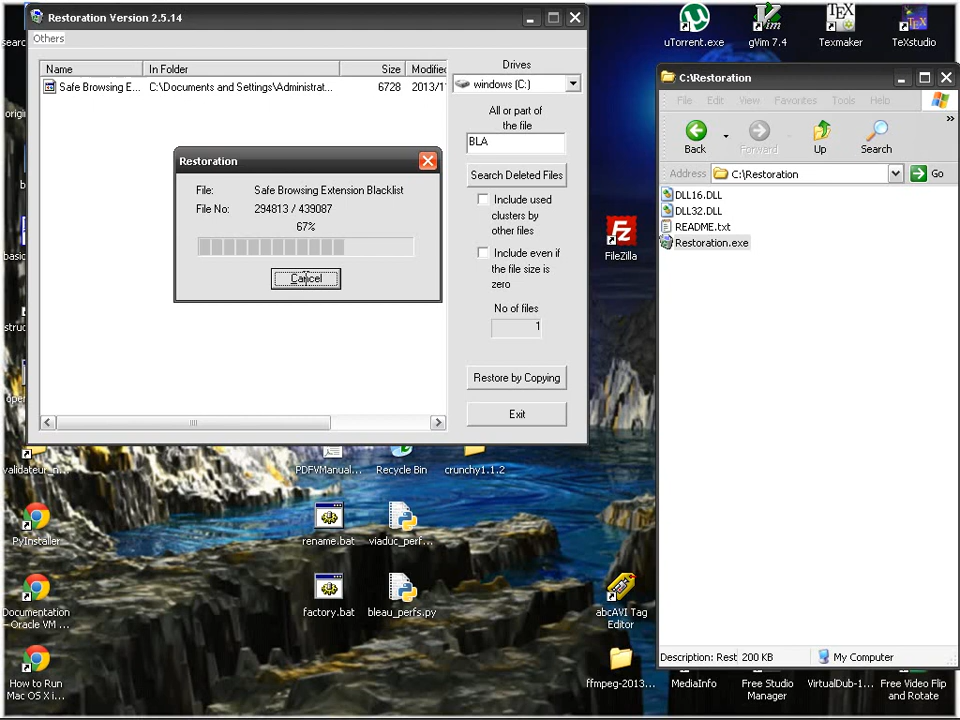 Restoration Version 2.5.14
Others
Name In Folder Size Modified
Safe Browsing E... C:\Documents and Settings\Administrat... 6728 2013/1
Drives
windows (C:)
All or part of
the file
BLA
Search Deleted Files
Include used
clusters by
other files
Include even if
the file size is
zero
No of files
1
Restore by Copying
Exit
Restoration
File: Safe Browsing Extension Blacklist
File No: 294813 / 439087
67%
Cancel
uTorrent.exe
gVim 7.4
Texmaker
TeXstudio
C:\Restoration
File Edit View Favorites Tools Help
Back Forward Up Search
Address C:\Restoration Go
DLL16.DLL
DLL32.DLL
README.txt
Restoration.exe
Description: Rest 200 KB My Computer
FileZilla
validateur_n...
PDFVManual...
Recycle Bin
crunchy1.1.2
PyInstaller
rename.bat
viaduc_perf...
Documentation
Oracle VM ...
factory.bat
bleau_perfs.py
abcAVI Tag
Editor
How to Run
Mac OS X i...
ffmpeg-2013...
MediaInfo
Free Studio
Manager
VirtualDub-1...
Free Video Flip
and Rotate